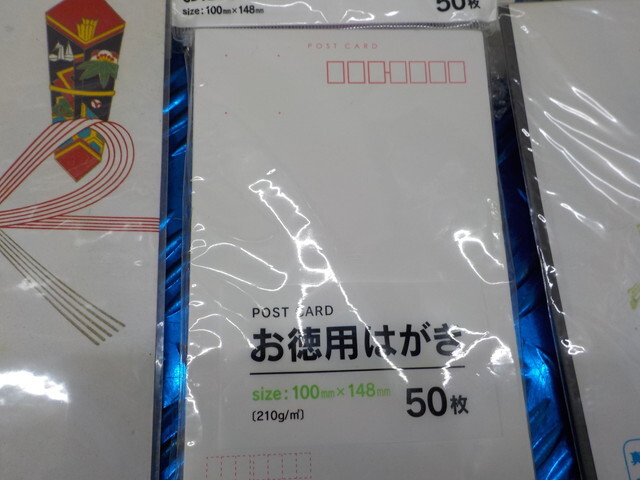 size: 100mm×148mm 50枚
POST CARD
POST CARD
お徳用はがき
size: 100mm×148mm
(210g/㎡)
50枚